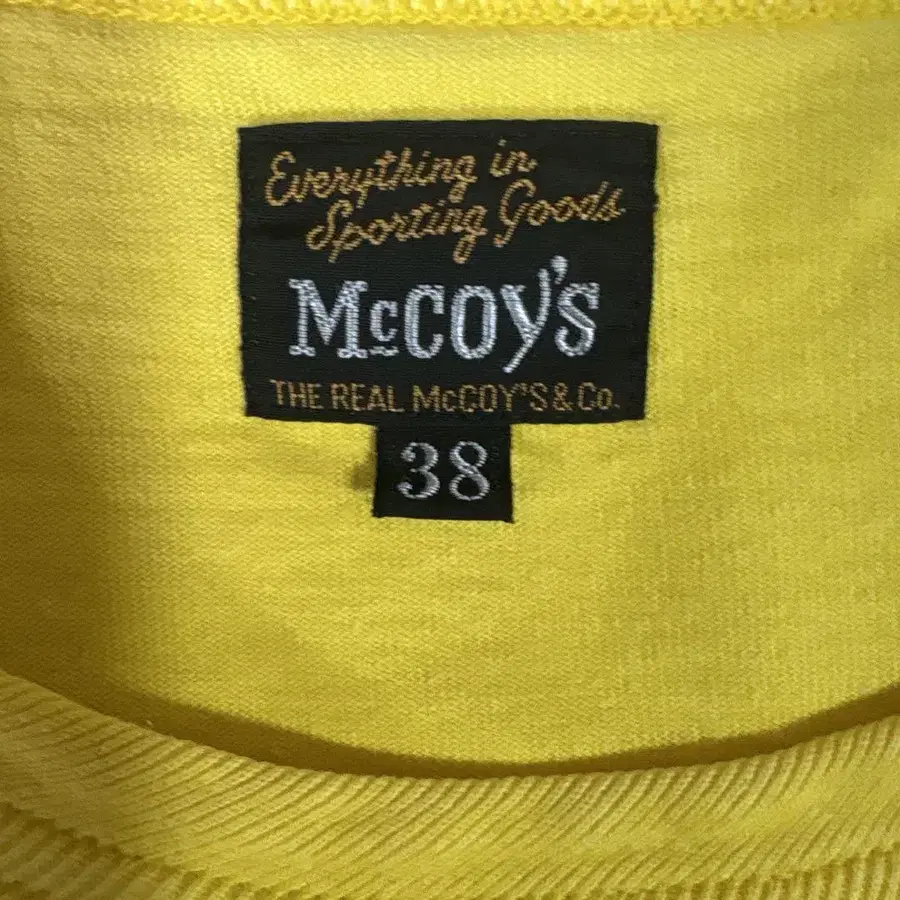 Everything in
Sporting Goods
McCOY's
THE REAL McCOY'S & Co.
38